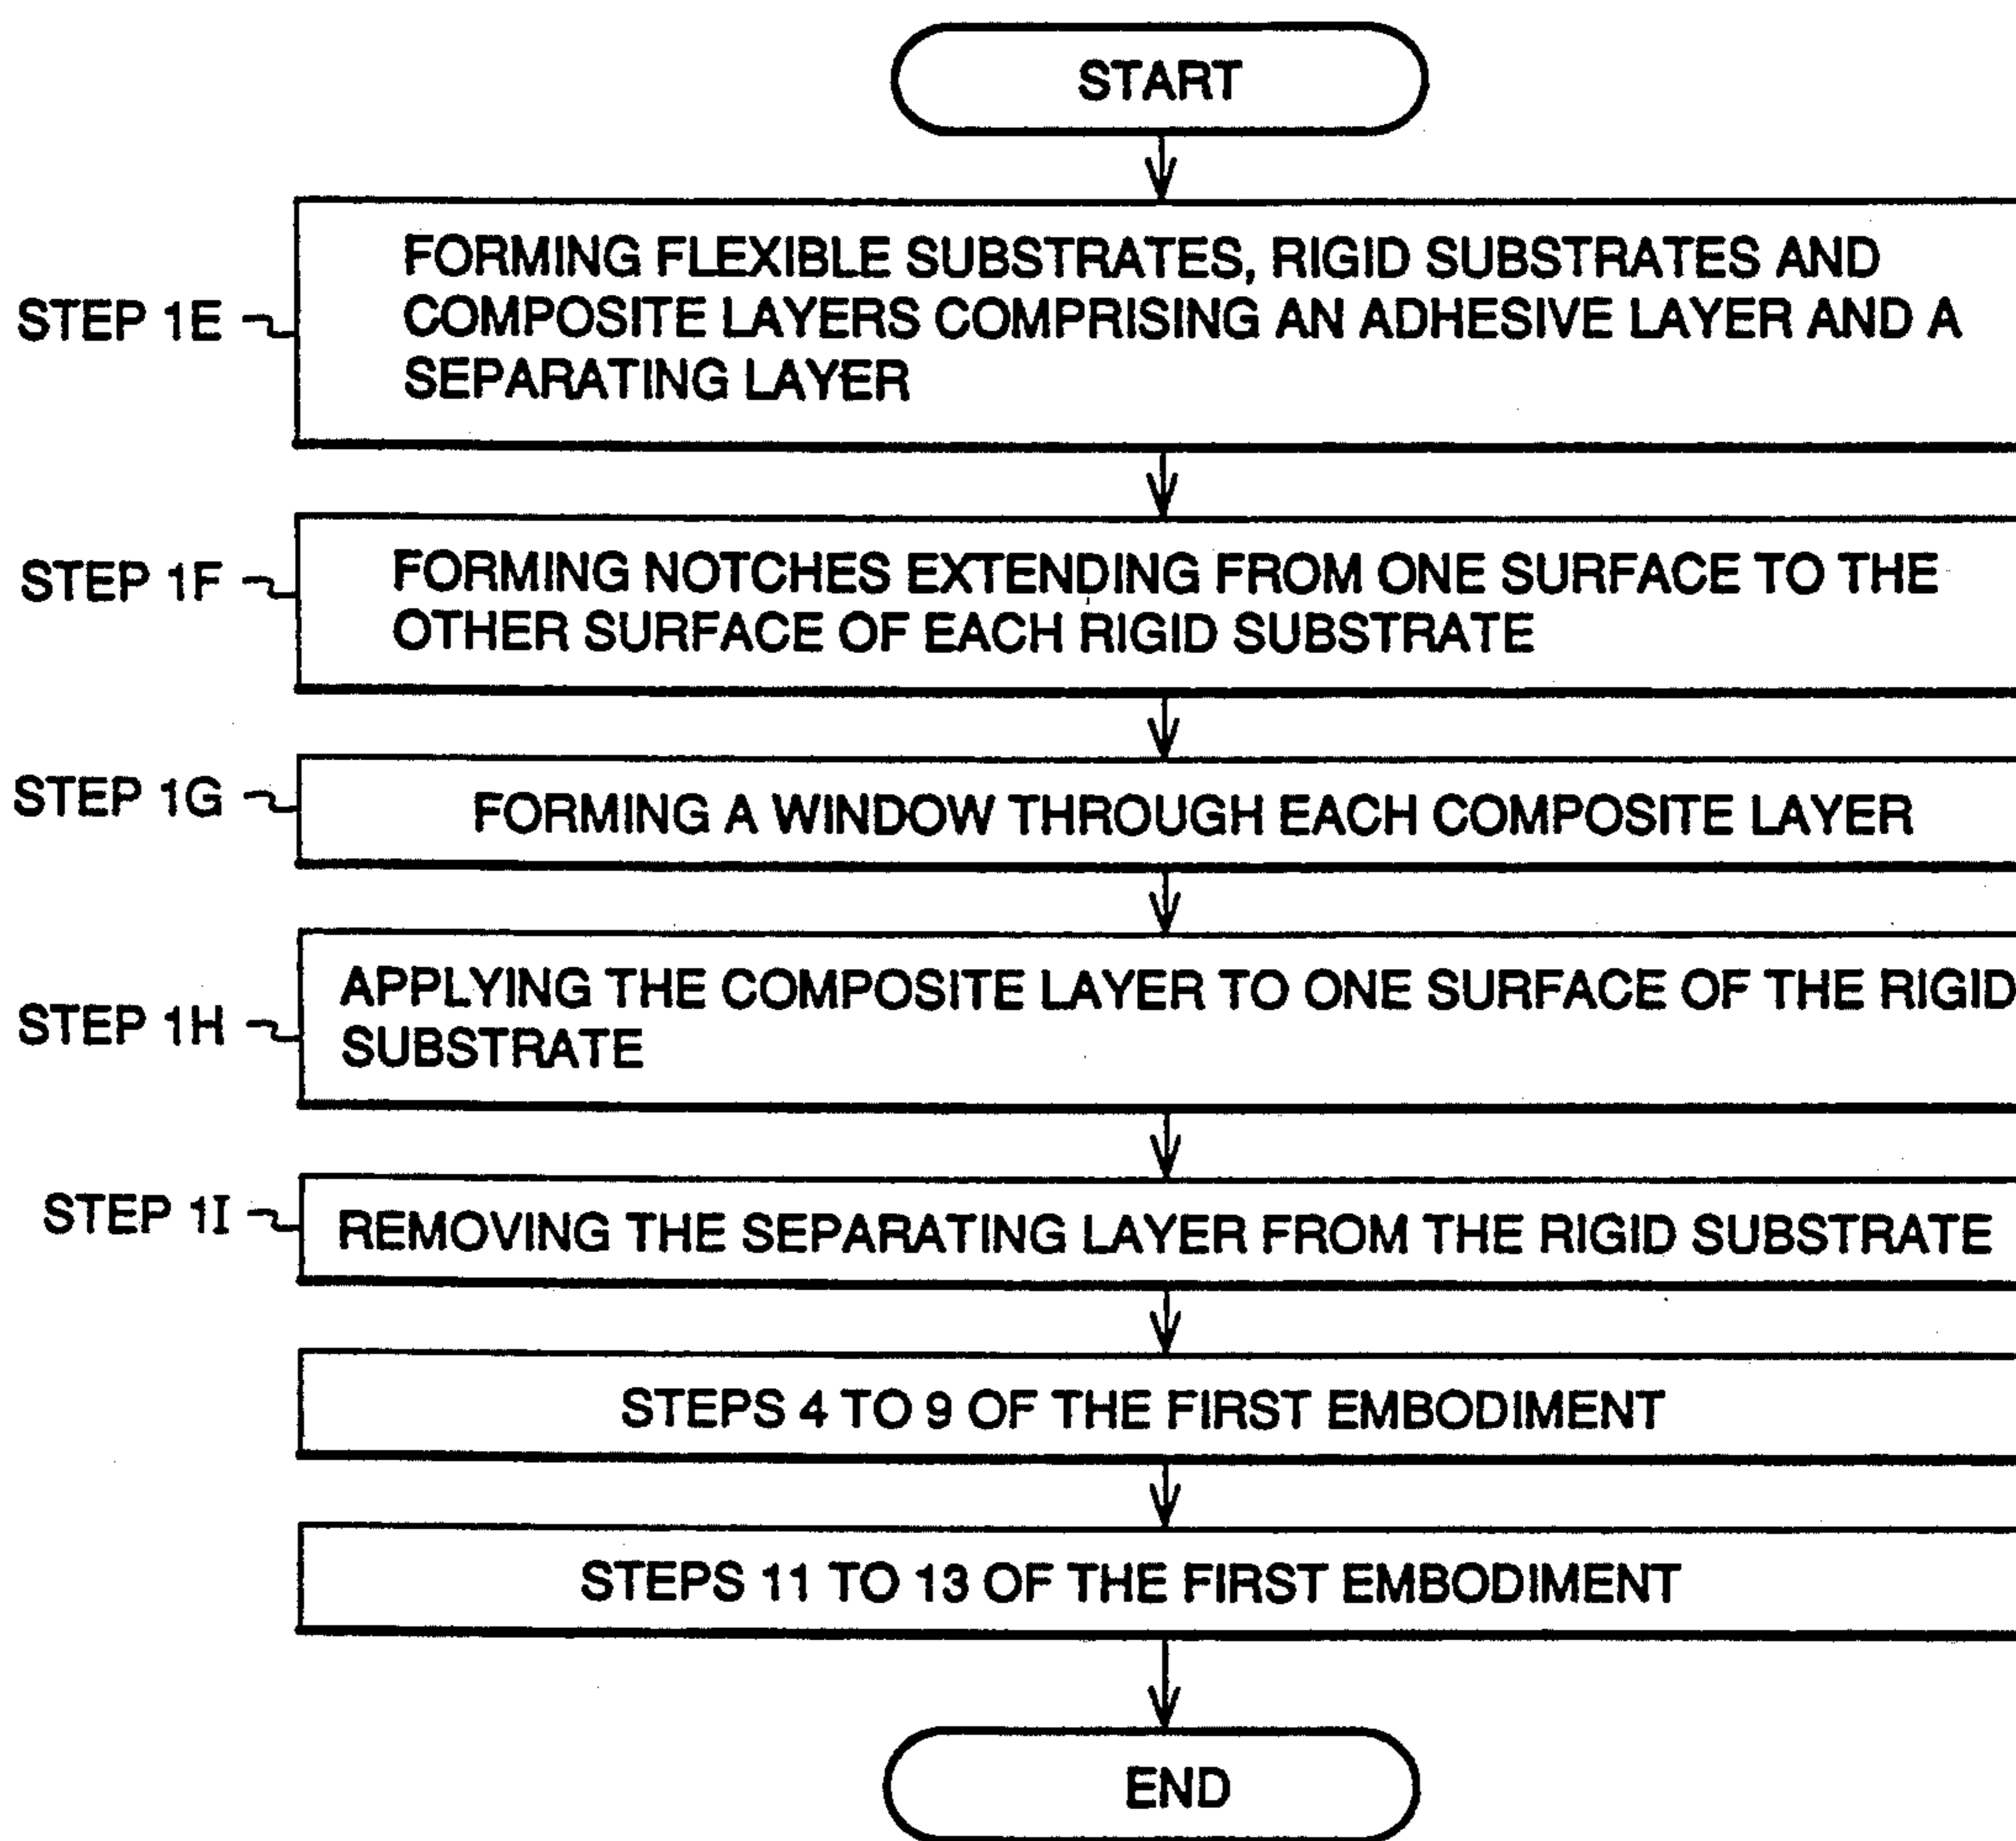 START
STEP 1E
FORMING FLEXIBLE SUBSTRATES, RIGID SUBSTRATES AND
COMPOSITE LAYERS COMPRISING AN ADHESIVE LAYER AND A
SEPARATING LAYER
STEP 1F
FORMING NOTCHES EXTENDING FROM ONE SURFACE TO THE
OTHER SURFACE OF EACH RIGID SUBSTRATE
STEP 1G
FORMING A WINDOW THROUGH EACH COMPOSITE LAYER
STEP 1H
APPLYING THE COMPOSITE LAYER TO ONE SURFACE OF THE RIGID
SUBSTRATE
STEP 1I
REMOVING THE SEPARATING LAYER FROM THE RIGID SUBSTRATE
STEPS 4 TO 9 OF THE FIRST EMBODIMENT
STEPS 11 TO 13 OF THE FIRST EMBODIMENT
END